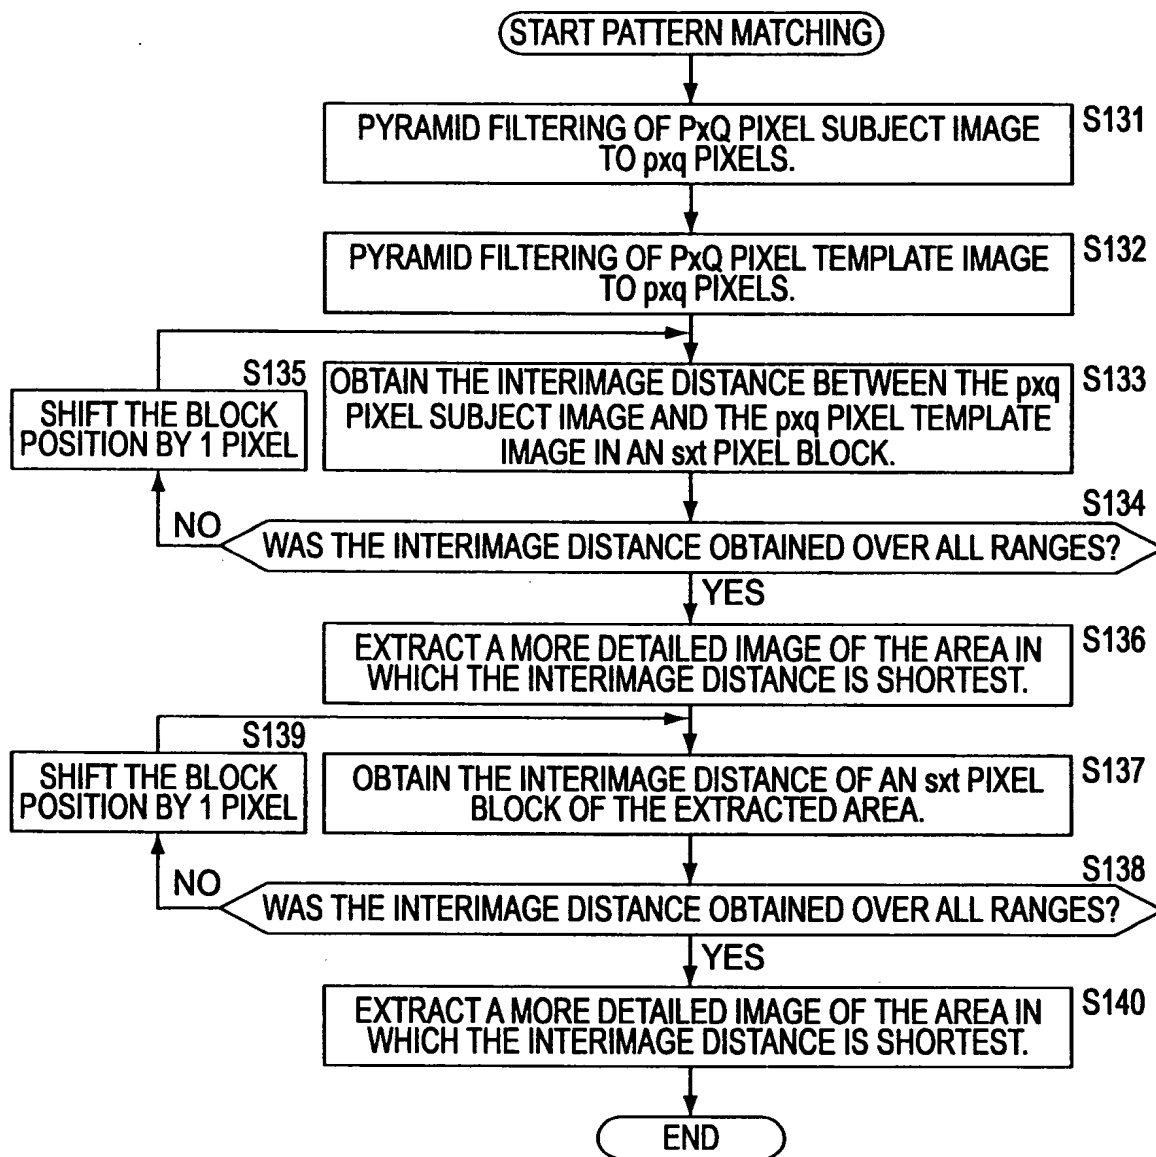 START PATTERN MATCHING
S131
PYRAMID FILTERING OF PxQ PIXEL SUBJECT IMAGE
TO pxq PIXELS.
S132
PYRAMID FILTERING OF PxQ PIXEL TEMPLATE IMAGE
TO pxq PIXELS.
S135
SHIFT THE BLOCK
POSITION BY 1 PIXEL
S133
OBTAIN THE INTERIMAGE DISTANCE BETWEEN THE pxq
PIXEL SUBJECT IMAGE AND THE pxq PIXEL TEMPLATE
IMAGE IN AN sxt PIXEL BLOCK.
S134
NO
WAS THE INTERIMAGE DISTANCE OBTAINED OVER ALL RANGES?
YES
S136
EXTRACT A MORE DETAILED IMAGE OF THE AREA IN
WHICH THE INTERIMAGE DISTANCE IS SHORTEST.
S139
SHIFT THE BLOCK
POSITION BY 1 PIXEL
S137
OBTAIN THE INTERIMAGE DISTANCE OF AN sxt PIXEL
BLOCK OF THE EXTRACTED AREA.
S138
NO
WAS THE INTERIMAGE DISTANCE OBTAINED OVER ALL RANGES?
YES
S140
EXTRACT A MORE DETAILED IMAGE OF THE AREA IN
WHICH THE INTERIMAGE DISTANCE IS SHORTEST.
END